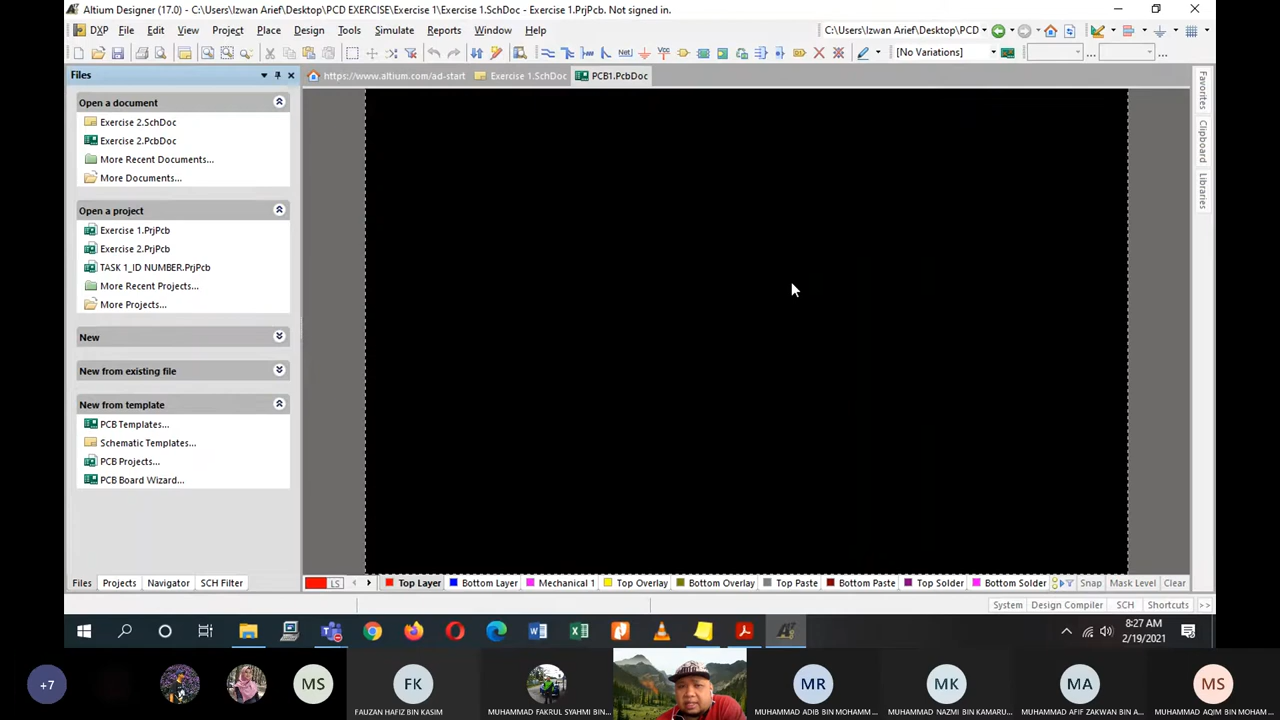 Altium Designer (17.0) - C:\Users\Izwan Arief\Desktop\PCD EXERCISE\Exercise 1\Exercise 1.SchDoc - Exercise 1.PrjPcb. Not signed in.
DXP File Edit View Project Place Design Tools Simulate Reports Window Help C:\Users\Izwan Arief\Desktop\PCD
Net Vcc [No Variations] ... ...
Files
https://www.altium.com/ad-start Exercise 1.SchDoc PCB1.PcbDoc
Open a document
Exercise 2.SchDoc
Exercise 2.PcbDoc
More Recent Documents...
More Documents...
Open a project
Exercise 1.PrjPcb
Exercise 2.PrjPcb
TASK 1_ID NUMBER.PrjPcb
More Recent Projects...
More Projects...
New
New from existing file
New from template
PCB Templates...
Schematic Templates...
PCB Projects...
PCB Board Wizard...
Favorites
Clipboard
Libraries
Files Projects Navigator SCH Filter
LS Top Layer Bottom Layer Mechanical 1 Top Overlay Bottom Overlay Top Paste Bottom Paste Top Solder Bottom Solder Snap Mask Level Clear
System Design Compiler SCH Shortcuts >>
8:27 AM
2/19/2021
+7 MS FK MR MK MA MS
FAUZAN HAFIZ BIN KASIM MUHAMMAD FAKRUL SYAHMI BIN... MUHAMMAD ADIB BIN MOHAMM... MUHAMMAD NAZMI BIN KAMARU... MUHAMMAD AFIF ZAKWAN BIN A... MUHAMMAD AQIM BIN MOHAM...